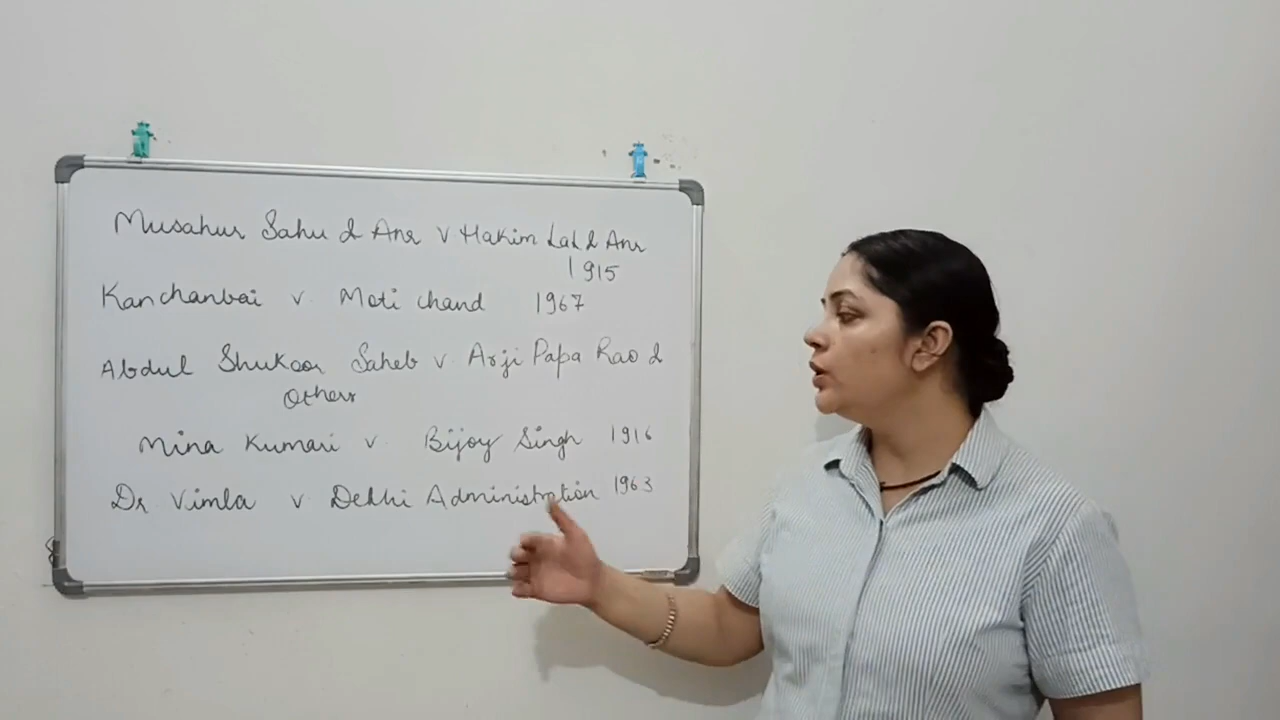 Musahur Sahu & Anr v Hakim Lal & Anr
1915
Kanchanbai v. Moti chand 1967
Abdul Shukoor Saheb v. Arji Papa Rao &
Others
Mina Kumari v. Bijoy Singh 1916
Dr. Vimla v. Delhi Administration 1963